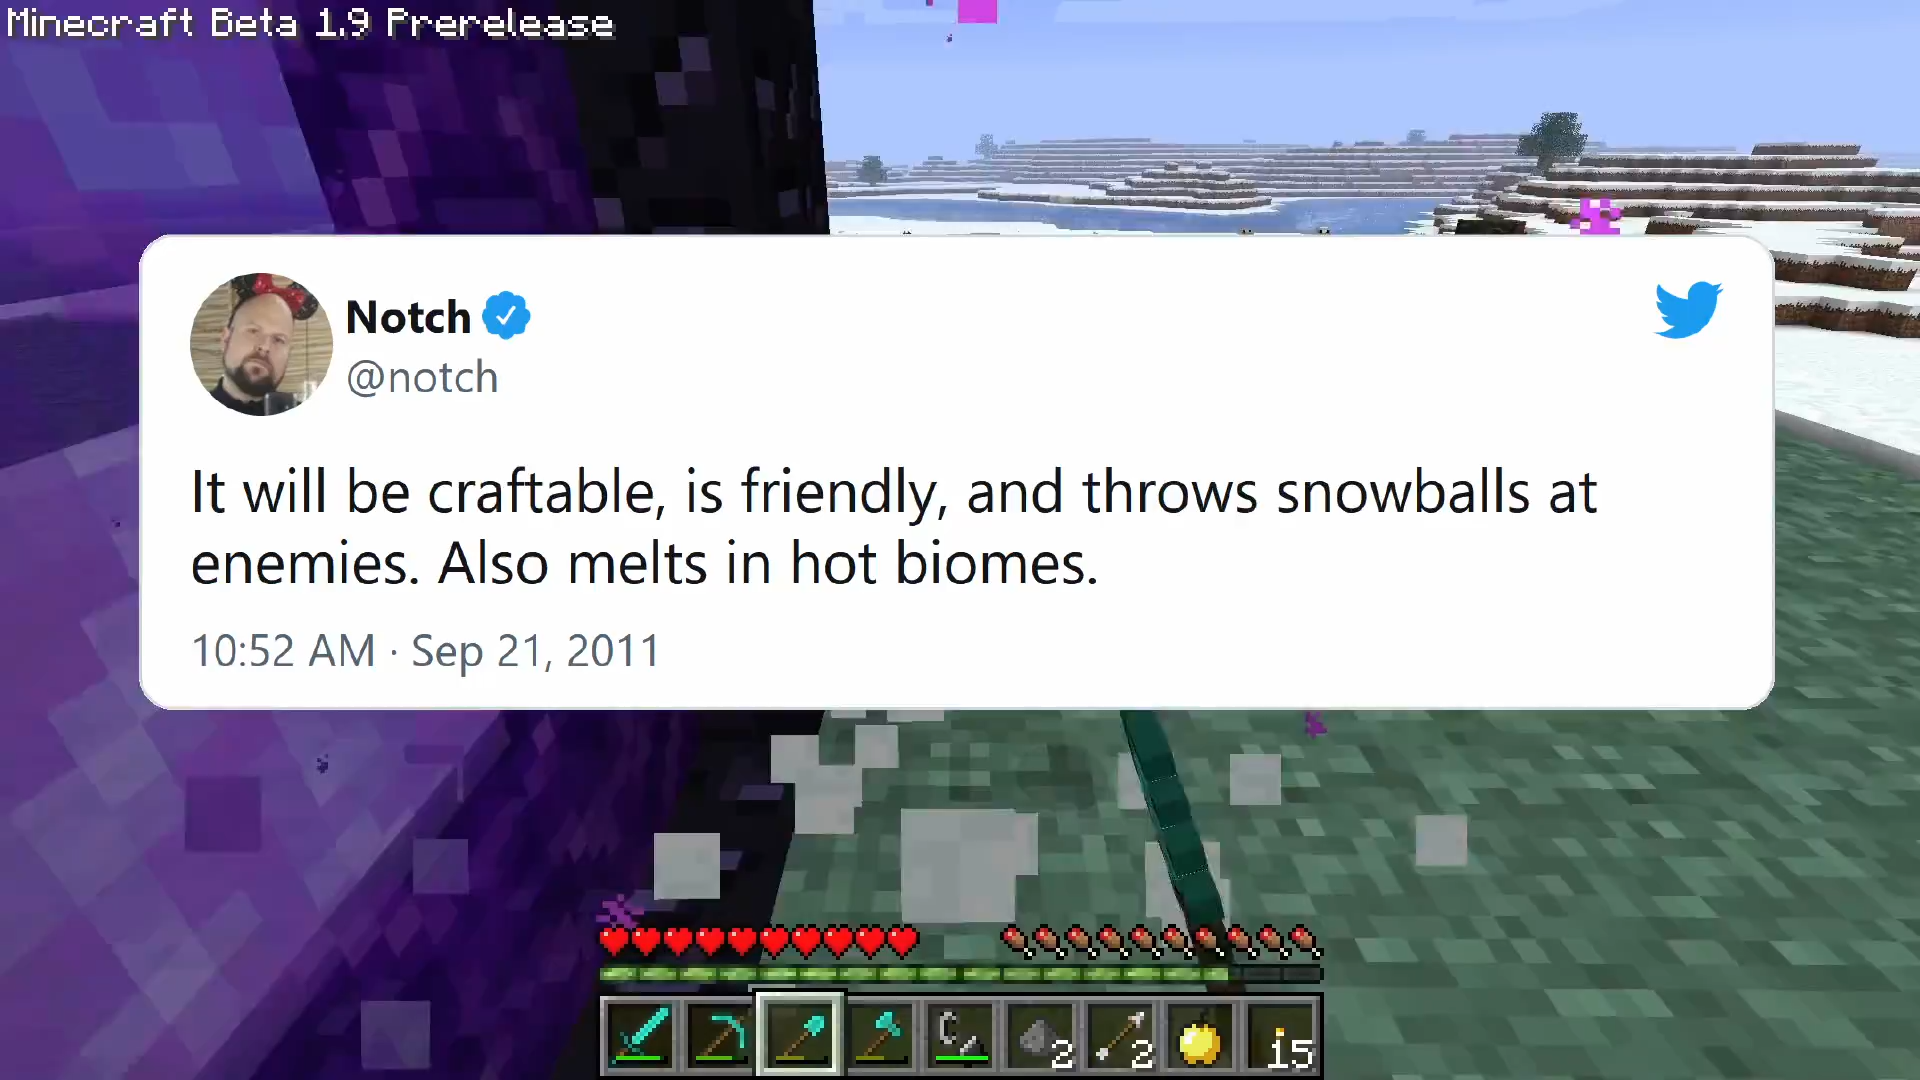 Minecraft Beta 1.9 Prerelease
Notch
@notch
It will be craftable, is friendly, and throws snowballs at
enemies. Also melts in hot biomes.
10:52 AM · Sep 21, 2011
2
2
15